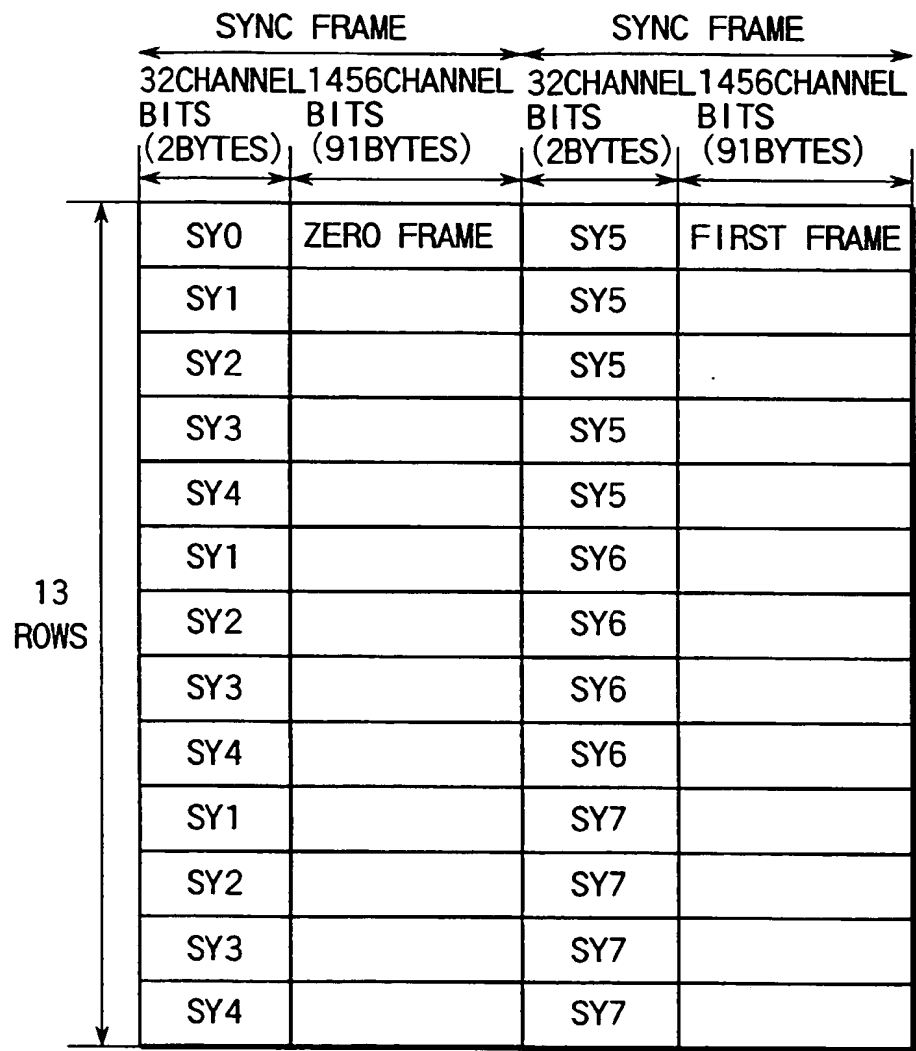 SYNC FRAME SYNC FRAME
32CHANNEL 1456CHANNEL 32CHANNEL 1456CHANNEL
BITS BITS BITS BITS
(2BYTES) (91BYTES) (2BYTES) (91BYTES)
SY0 ZERO FRAME SY5 FIRST FRAME
SY1 SY5
SY2 SY5
SY3 SY5
SY4 SY5
SY1 SY6
13
ROWS
SY2 SY6
SY3 SY6
SY4 SY6
SY1 SY7
SY2 SY7
SY3 SY7
SY4 SY7